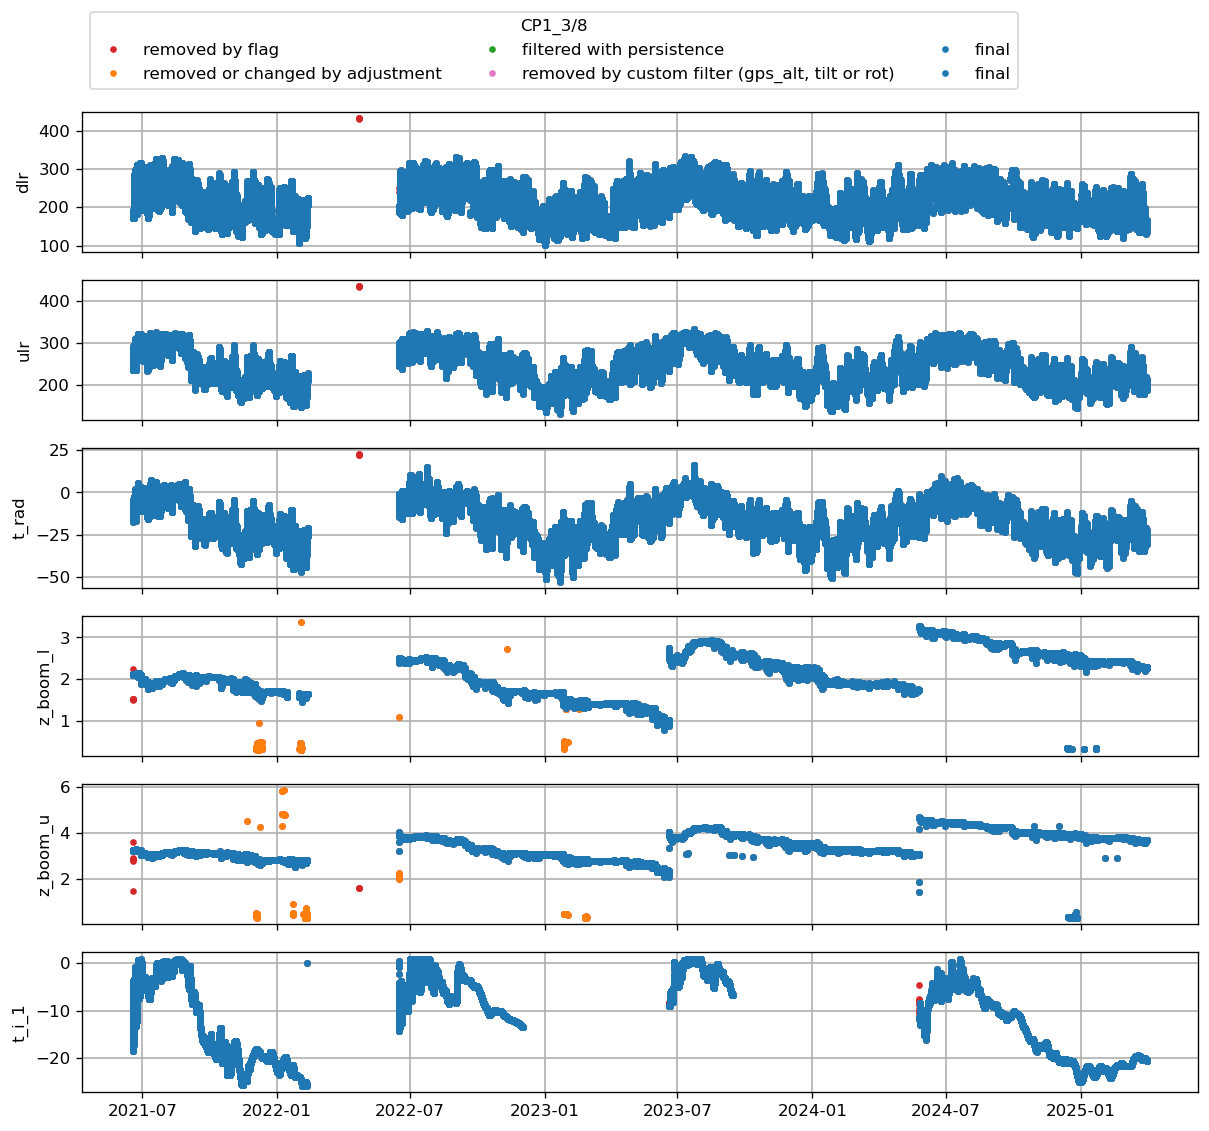 CP1_3/8
removed by flag
filtered with persistence
final
removed or changed by adjustment
removed by custom filter (gps_alt, tilt or rot)
final
400
300
200
100
dlr
400
300
200
ulr
25
0
−25
−50
t_rad
3
2
1
z_boom_l
6
4
2
z_boom_u
0
−10
−20
t_i_1
2021-07
2022-01
2022-07
2023-01
2023-07
2024-01
2024-07
2025-01